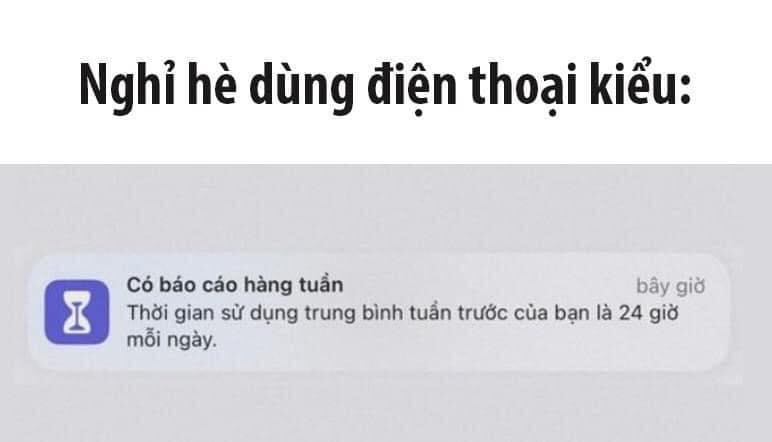 Nghỉ hè dùng điện thoại kiểu:
Có báo cáo hàng tuần
bây giờ
Thời gian sử dụng trung bình tuần trước của bạn là 24 giờ
mỗi ngày.